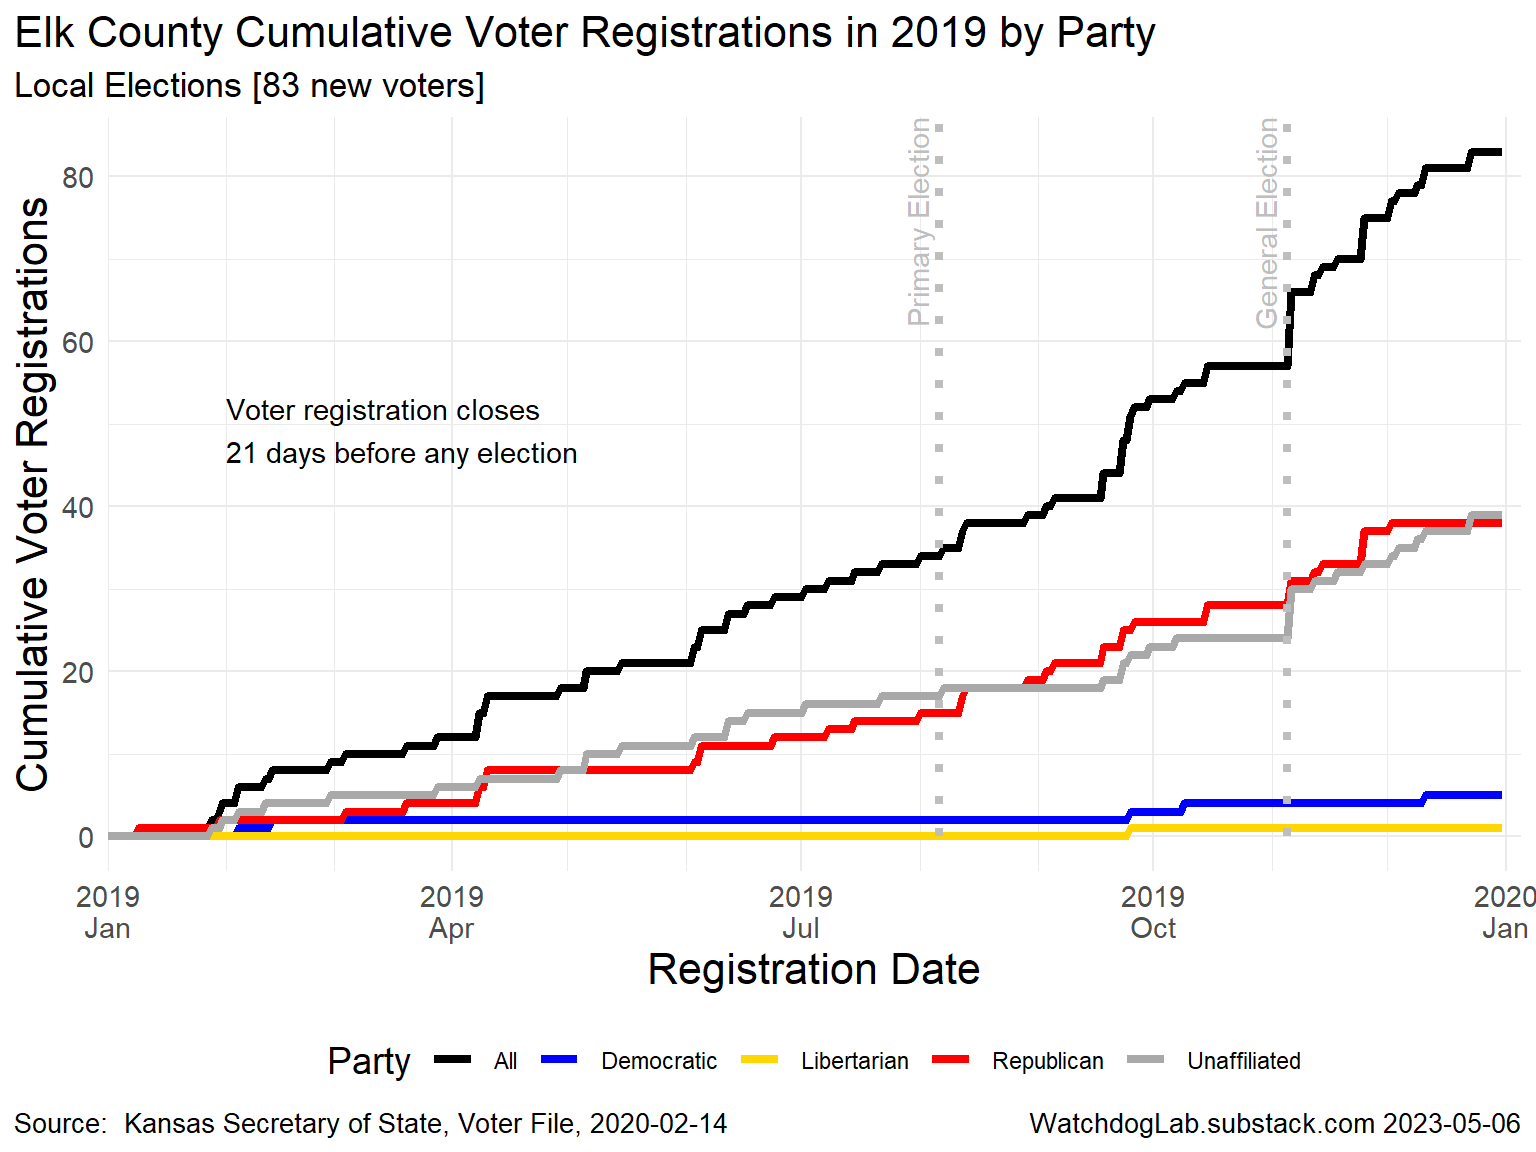 Elk County Cumulative Voter Registrations in 2019 by Party
Local Elections [83 new voters]
Cumulative Voter Registrations
80
60
40
20
0
Primary Election
General Election
Voter registration closes
21 days before any election
2019 2019 2019 2019 2020
Jan Apr Jul Oct Jan
Registration Date
Party All Democratic Libertarian Republican Unaffiliated
Source:  Kansas Secretary of State, Voter File, 2020-02-14
WatchdogLab.substack.com 2023-05-06